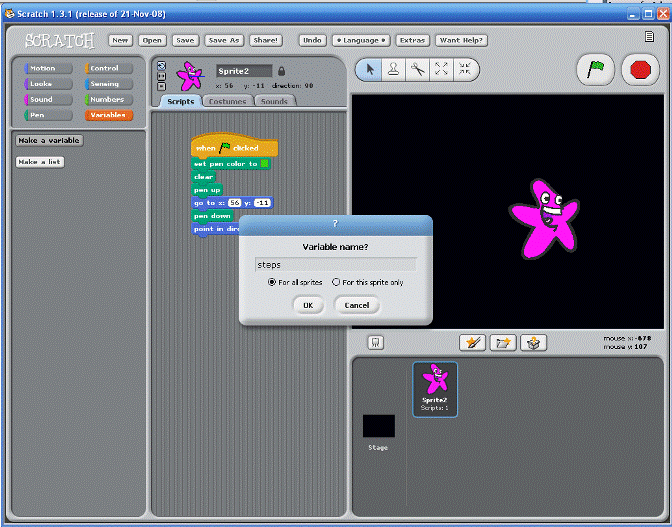 Scratch 1.3.1 (release of 21-Nov-08)
SCRATCH New Open Save Save As Share! Undo Language Extras Want Help?
Motion Control
Looks Sensing
Sound Numbers
Pen Variables
Make a variable
Make a list
Sprite2
x: 56 y: -11 direction: 90
Scripts Costumes Sounds
when clicked
set pen color to
clear
pen up
go to x: 56 y: -11
pen down
point in dire
?
Variable name?
steps
For all sprites For this sprite only
OK Cancel
mouse x: -678
mouse y: 107
Sprite2
Scripts: 1
Stage